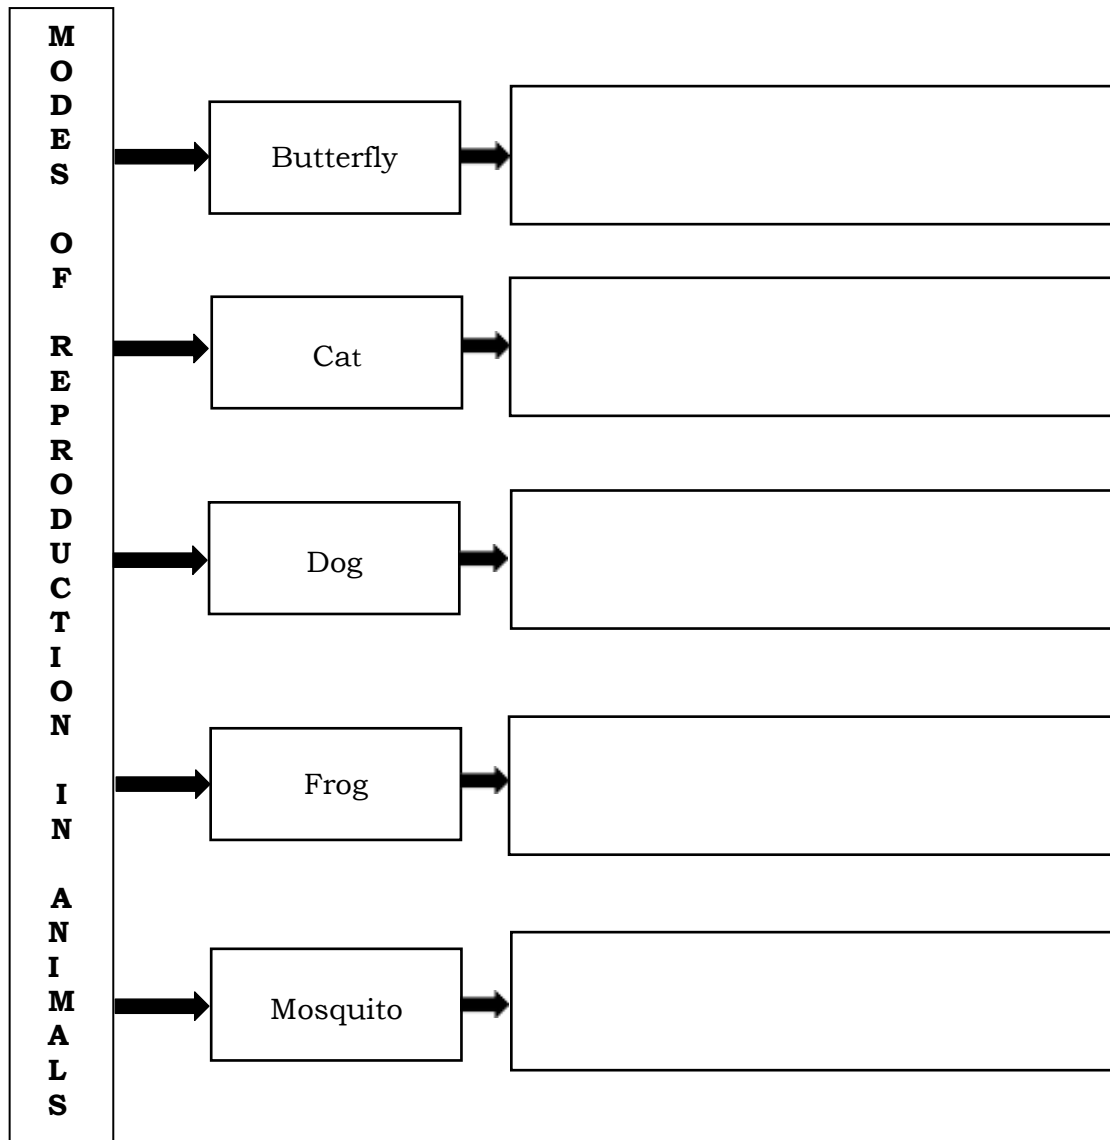 MODES OF REPRODUCTION IN ANIMALS
Butterfly
Cat
Dog
Frog
Mosquito